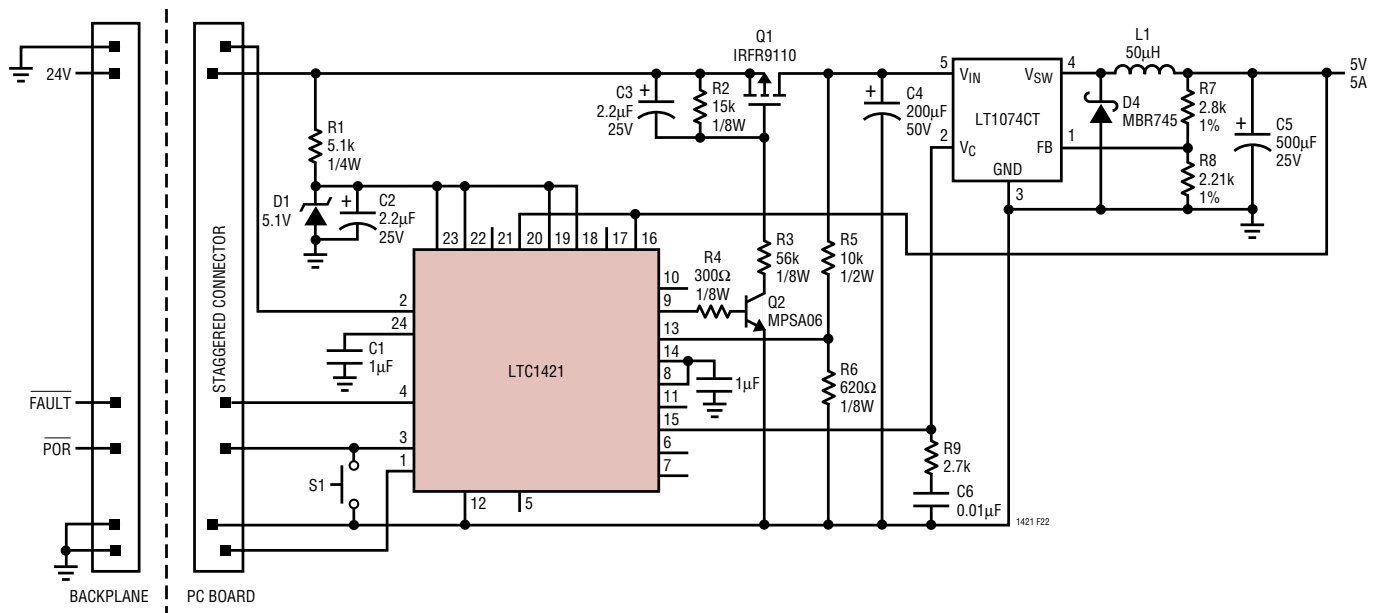 24V
FAULT
POR
BACKPLANE
PC BOARD
STAGGERED CONNECTOR
R1
5.1k
1/4W
D1
5.1V
+
C2
2.2µF
25V
C3
+
2.2µF
25V
R2
15k
1/8W
Q1
IRFR9110
+
C4
200µF
50V
5
VIN
VSW
4
LT1074CT
2
VC
FB
1
GND
3
L1
50µH
D4
MBR745
R7
2.8k
1%
R8
2.21k
1%
+
C5
500µF
25V
5V
5A
23
22
21
20
19
18
17
16
2
24
C1
1µF
4
3
1
S1
LTC1421
12
5
10
9
13
14
8
11
15
6
7
R4
300Ω
1/8W
1µF
R3
56k
1/8W
Q2
MPSA06
R5
10k
1/2W
R6
620Ω
1/8W
R9
2.7k
C6
0.01µF
1421 F22